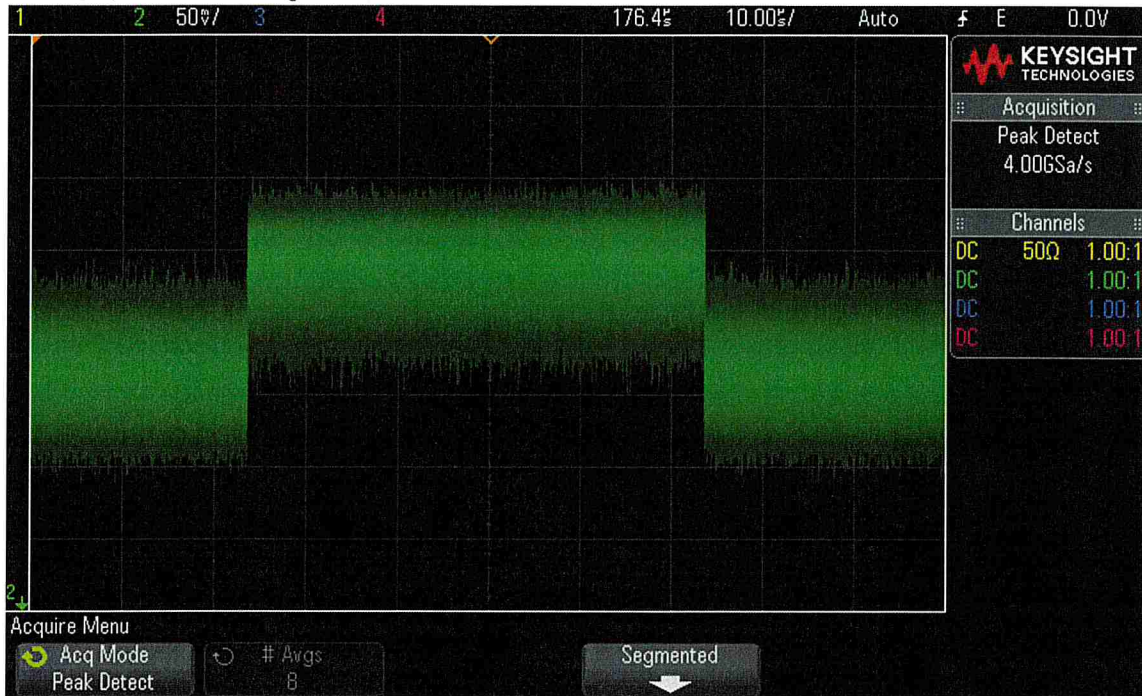 1 2 50mV/ 3 4 176.4µs 10.00µs/ Auto E 0.0V
KEYSIGHT
TECHNOLOGIES
Acquisition
Peak Detect
4.00GSa/s
Channels
DC 50Ω 1.00:1
DC 1.00:1
DC 1.00:1
DC 1.00:1
2
Acquire Menu
Acq Mode
Peak Detect
# Avgs
8
Segmented